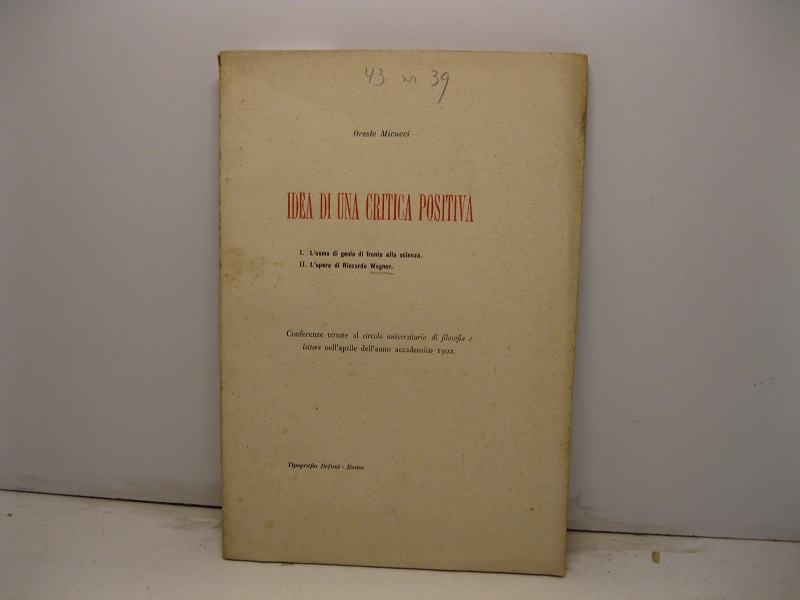 43 39
Oreste Micucci
IDEA DI UNA CRITICA POSITIVA
I. L'uomo di genio di fronte alla scienza.
II. L'opera di Riccardo Wagner.
Conferenze tenute al circolo universitario di filosofia e
lettere nell'aprile dell'anno accademico 1902.
Tipografia Befani - Roma